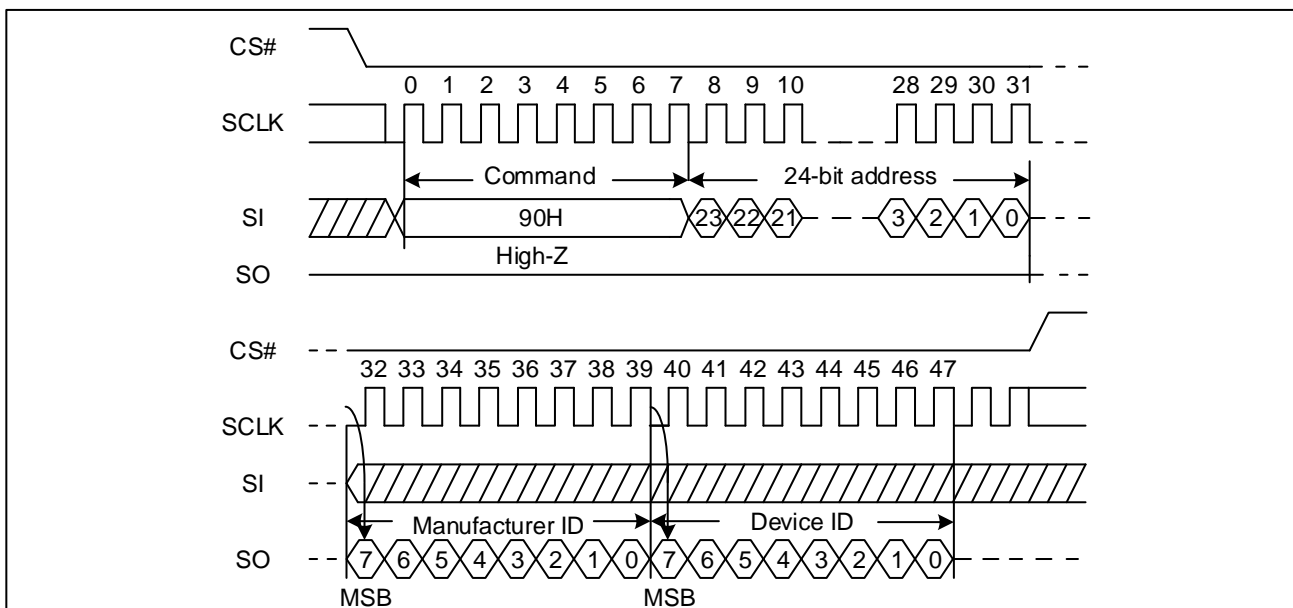 CS#
0 1 2 3 4 5 6 7 8 9 10 28 29 30 31
SCLK
Command 24-bit address
SI 90H 23 22 21 3 2 1 0
High-Z
SO
CS#
32 33 34 35 36 37 38 39 40 41 42 43 44 45 46 47
SCLK
SI
Manufacturer ID Device ID
SO 7 6 5 4 3 2 1 0 7 6 5 4 3 2 1 0
MSB MSB